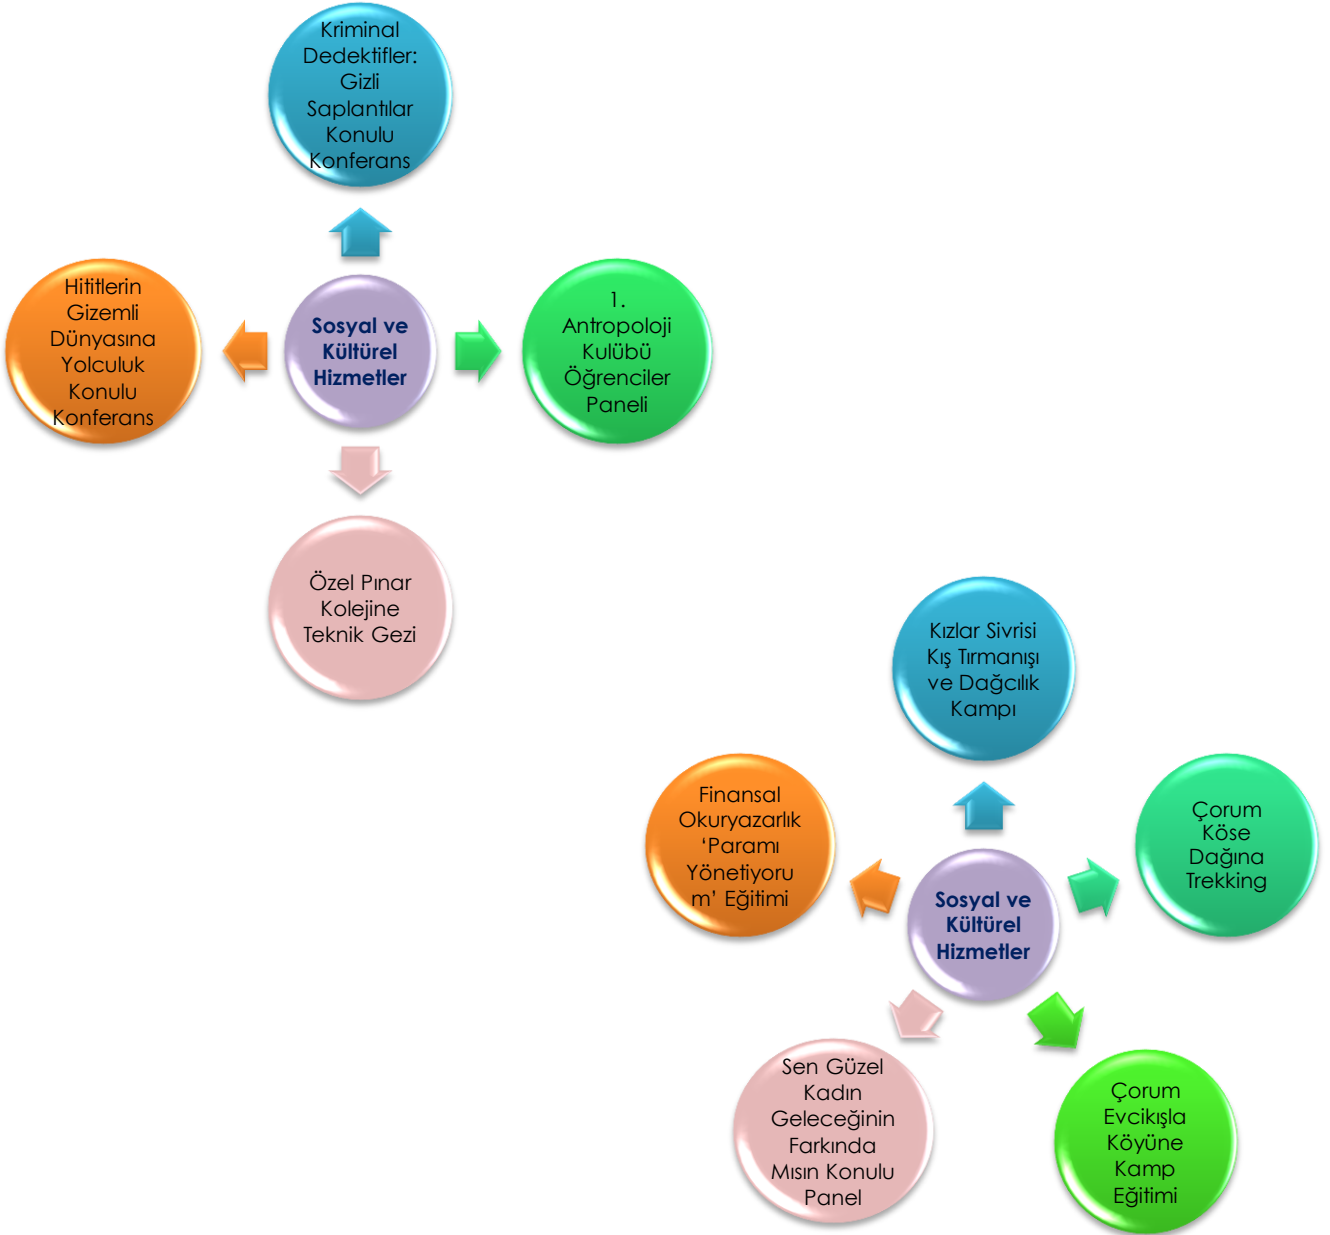 Kriminal
Dedektifler:
Gizli
Saplantılar
Konulu
Konferans
Hititlerin
Gizemli
Dünyasına
Yolculuk
Konulu
Konferans
Sosyal ve
Kültürel
Hizmetler
1.
Antropoloji
Kulübü
Öğrenciler
Paneli
Özel Pınar
Kolejine
Teknik Gezi
Kızlar Sivrisi
Kış Tırmanışı
ve Dağcılık
Kampı
Finansal
Okuryazarlık
‘Paramı
Yönetiyoru
m’ Eğitimi
Çorum
Köse
Dağına
Trekking
Sosyal ve
Kültürel
Hizmetler
Sen Güzel
Kadın
Geleceğinin
Farkında
Mısın Konulu
Panel
Çorum
Evcikışla
Köyüne
Kamp
Eğitimi